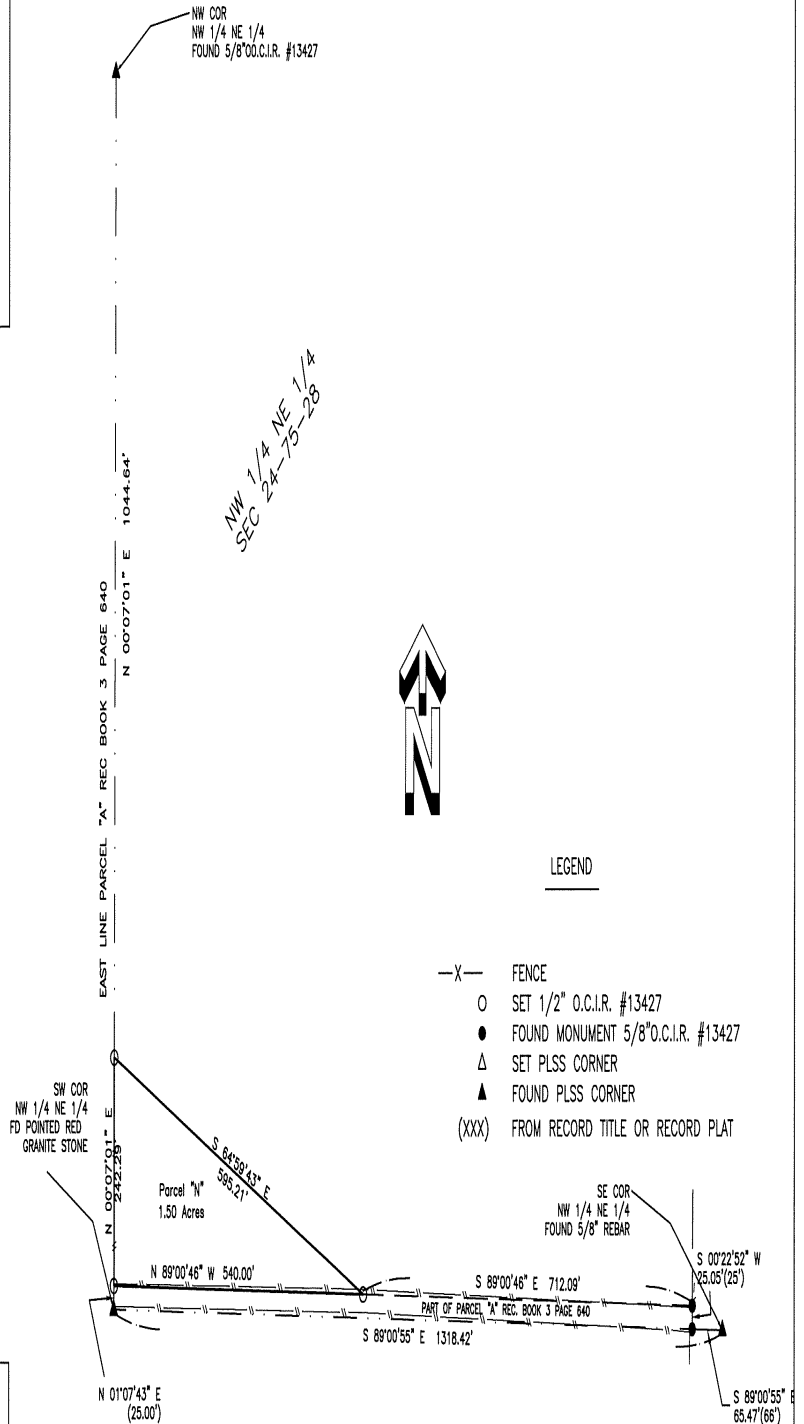 NW COR
NW 1/4 NE 1/4
FOUND 5/8"OO.C.I.R. #13427
NW 1/4 NE 1/4
SEC 24-75-28
EAST LINE PARCEL "A" REC BOOK 3 PAGE 640
N 00°07'01" E 1044.64'
N
LEGEND
—X— FENCE
SET 1/2" O.C.I.R. #13427
FOUND MONUMENT 5/8"O.C.I.R. #13427
SET PLSS CORNER
FOUND PLSS CORNER
(XXX) FROM RECORD TITLE OR RECORD PLAT
SW COR
NW 1/4 NE 1/4
FD POINTED RED
GRANITE STONE
N 00°07'01" E
242.29'
S 64°59'43" E
595.21'
Parcel "N"
1.50 Acres
SE COR
NW 1/4 NE 1/4
FOUND 5/8" REBAR
S 00°22'52" W
25.05'(25')
N 89°00'46" W 540.00'
S 89°00'46" E 712.09'
PART OF PARCEL "A" REC. BOOK 3 PAGE 640
S 89°00'55" E 1318.42'
N 01°07'43" E
(25.00')
S 89°00'55" E
65.47'(66')